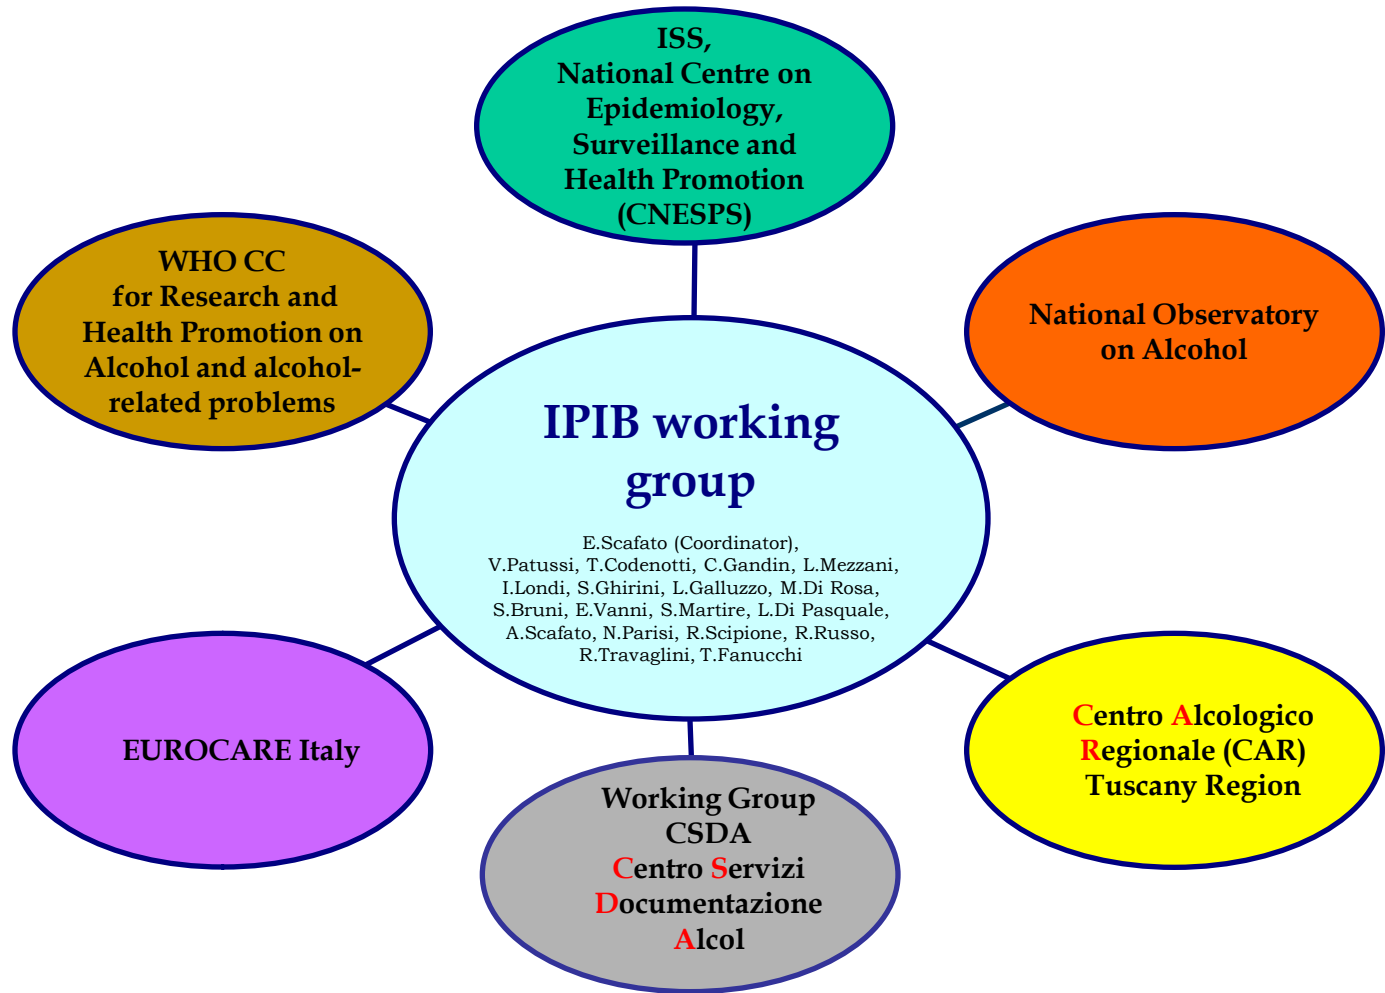 ISS,
National Centre on
Epidemiology,
Surveillance and
Health Promotion
(CNESPS)
WHO CC
for Research and
Health Promotion on
Alcohol and alcohol-
related problems
National Observatory
on Alcohol
IPIB working
group
E.Scafato (Coordinator),
V.Patussi, T.Codenotti, C.Gandin, L.Mezzani,
I.Londi, S.Ghirini, L.Galluzzo, M.Di Rosa,
S.Bruni, E.Vanni, S.Martire, L.Di Pasquale,
A.Scafato, N.Parisi, R.Scipione, R.Russo,
R.Travaglini, T.Fanucchi
EUROCARE Italy
Centro Alcologico
Regionale (CAR)
Tuscany Region
Working Group
CSDA
Centro Servizi
Documentazione
Alcol